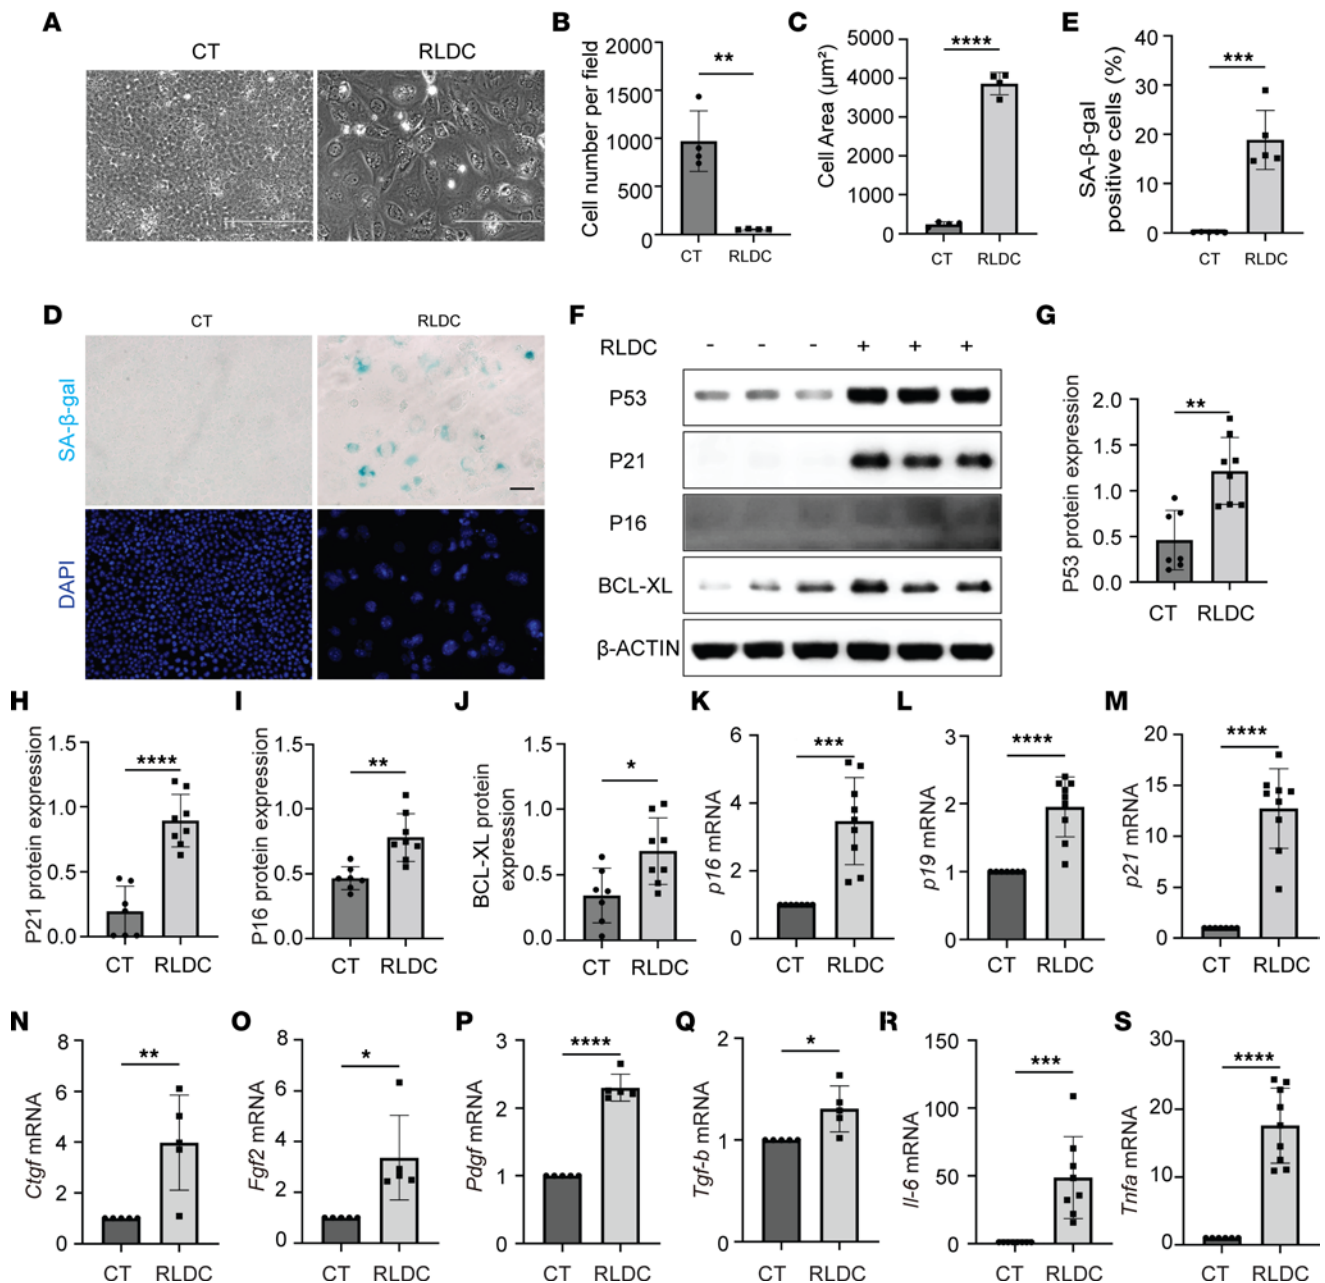 A
CT
RLDC
B
Cell number per field
2000
1500
1000
500
0
**
CT
RLDC
C
Cell Area (µm²)
5000
4000
3000
2000
1000
0
****
CT
RLDC
E
SA-β-gal
positive cells (%)
40
30
20
10
0
***
CT
RLDC
D
CT
RLDC
SA-β-gal
DAPI
F
RLDC - - - + + +
P53
P21
P16
BCL-XL
β-ACTIN
G
P53 protein expression
2.0
1.5
1.0
0.5
0.0
**
CT
RLDC
H
P21 protein expression
1.5
1.0
0.5
0.0
****
CT
RLDC
I
P16 protein expression
1.5
1.0
0.5
0.0
**
CT
RLDC
J
BCL-XL protein
expression
1.5
1.0
0.5
0.0
*
CT
RLDC
K
p16 mRNA
6
4
2
0
***
CT
RLDC
L
p19 mRNA
3
2
1
0
****
CT
RLDC
M
p21 mRNA
20
15
10
5
0
****
CT
RLDC
N
Ctgf mRNA
8
6
4
2
0
**
CT
RLDC
O
Fgf2 mRNA
8
6
4
2
0
*
CT
RLDC
P
Pdgf mRNA
3
2
1
0
****
CT
RLDC
Q
Tgf-b mRNA
2
1
0
*
CT
RLDC
R
Il-6 mRNA
150
100
50
0
***
CT
RLDC
S
Tnfa mRNA
30
20
10
0
****
CT
RLDC